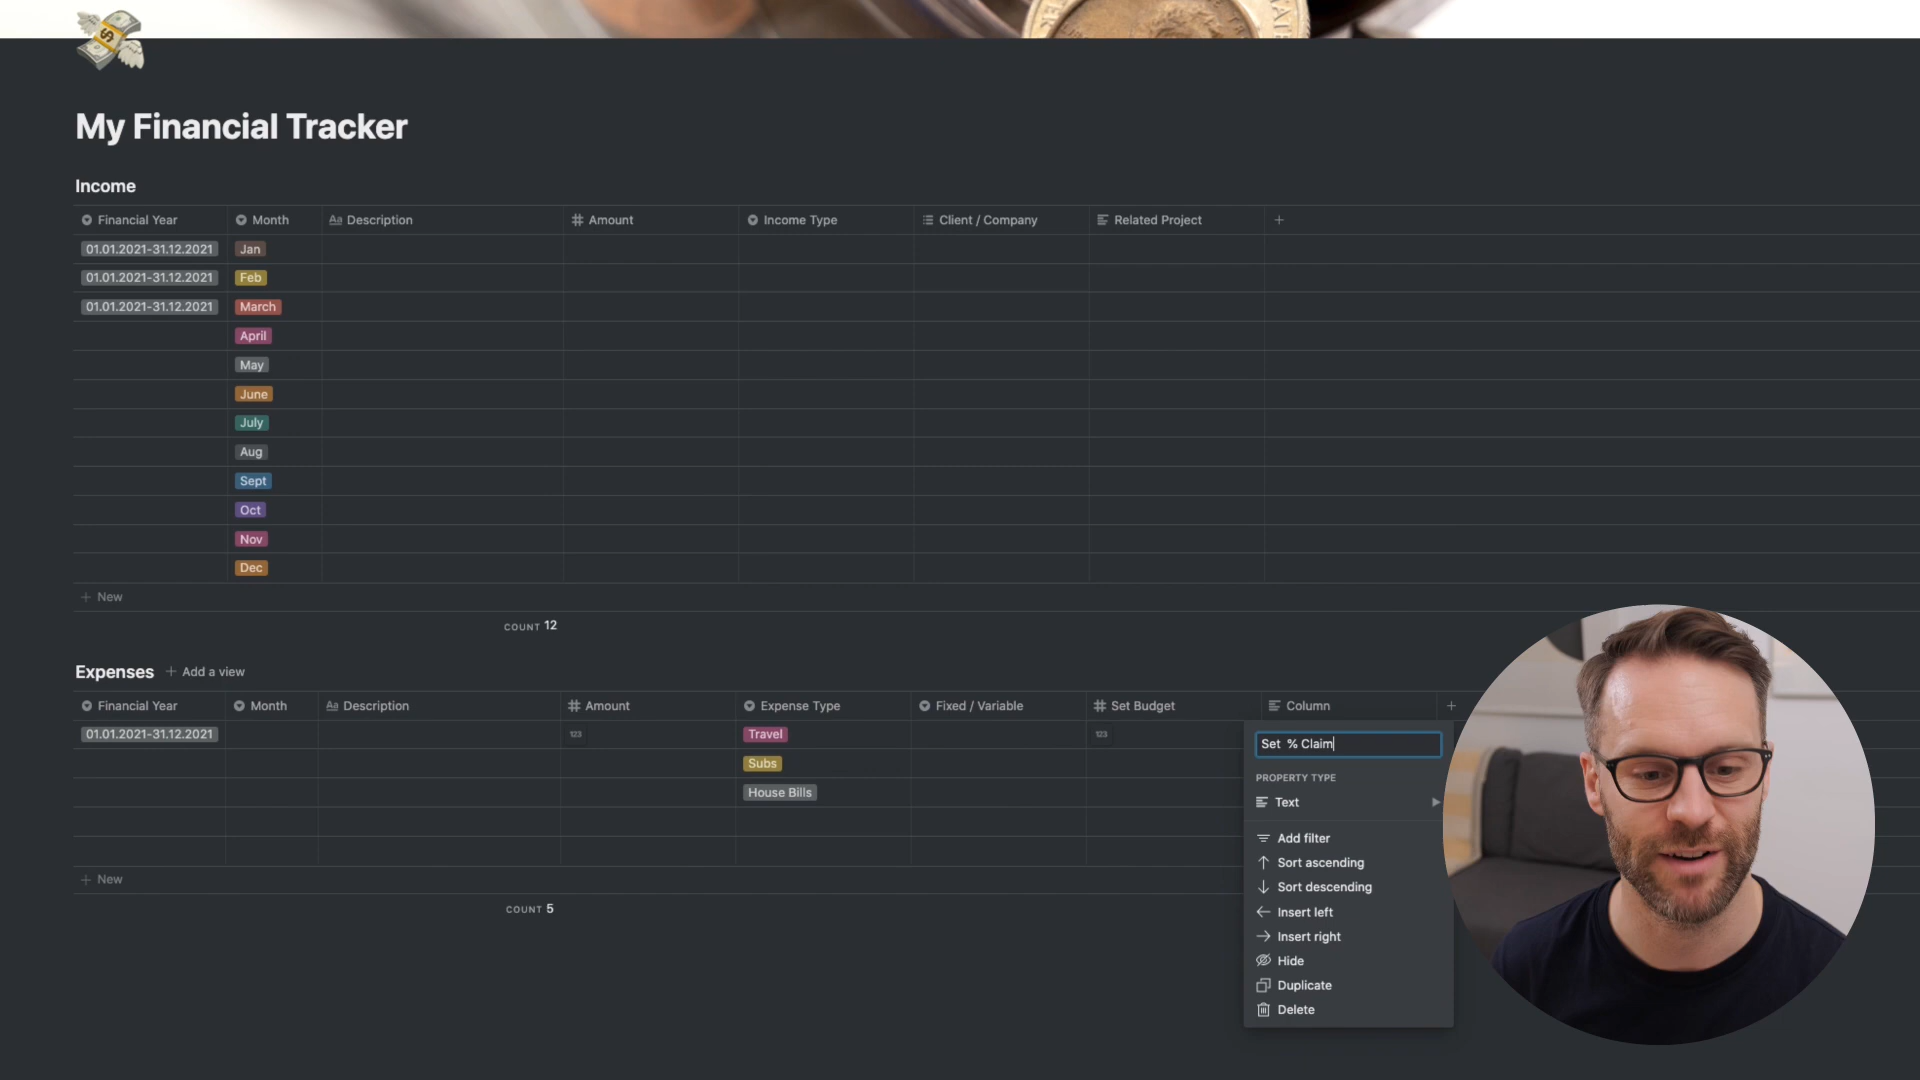 My Financial Tracker
Income
Financial Year Month Aa Description # Amount Income Type Client / Company Related Project +
01.01.2021-31.12.2021 Jan
01.01.2021-31.12.2021 Feb
01.01.2021-31.12.2021 March
April
May
June
July
Aug
Sept
Oct
Nov
Dec
+ New
COUNT 12
Expenses + Add a view
Financial Year Month Aa Description # Amount Expense Type Fixed / Variable # Set Budget Column +
01.01.2021-31.12.2021 123 Travel 123
Set % Claim
Subs
PROPERTY TYPE
House Bills
Text
Add filter
Sort ascending
+ New
Sort descending
COUNT 5
Insert left
Insert right
Hide
Duplicate
Delete